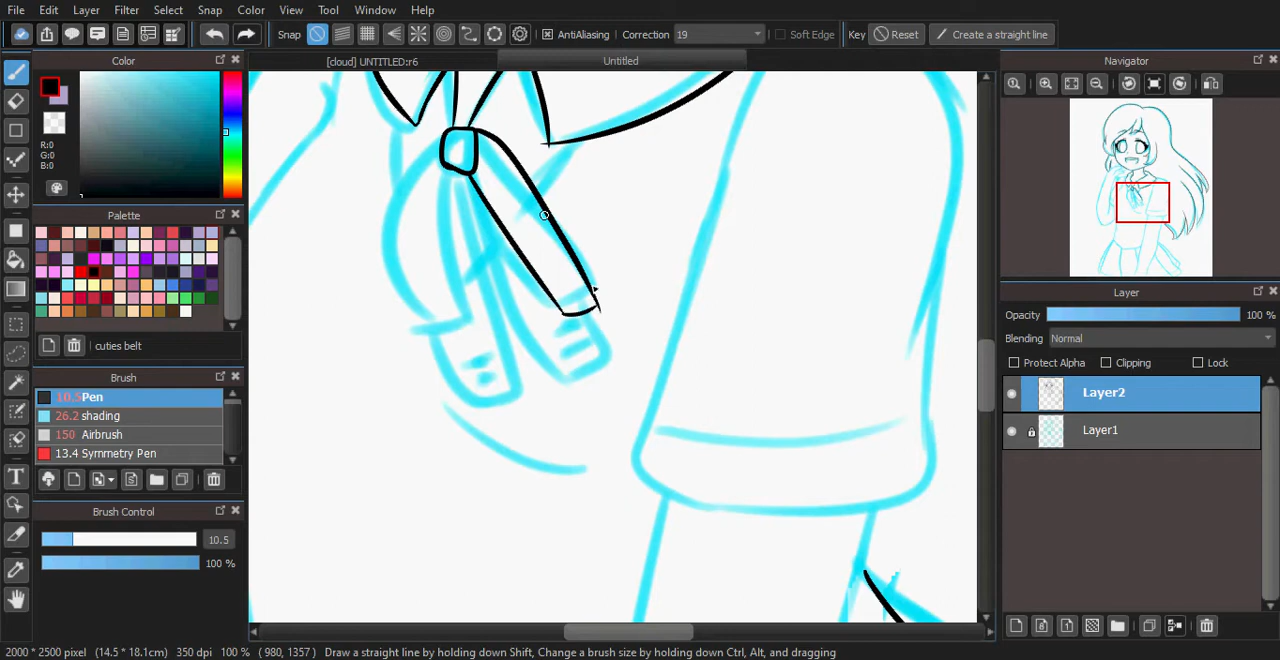 File Edit Layer Filter Select Snap Color View Tool Window Help
Snap AntiAliasing Correction 19 Soft Edge Key Reset Create a straight line
Color
[cloud] UNTITLED:r6 Untitled
Navigator
R:0
G:0
B:0
Palette
cuties belt
Brush
10.5 Pen
26.2 shading
150 Airbrush
13.4 Symmetry Pen
Brush Control
10.5
100 %
Layer
Opacity 100 %
Blending Normal
Protect Alpha Clipping Lock
Layer2
Layer1
2000 * 2500 pixel (14.5 * 18.1cm) 350 dpi 100 % ( 980, 1357 ) Draw a straight line by holding down Shift, Change a brush size by holding down Ctrl, Alt, and dragging